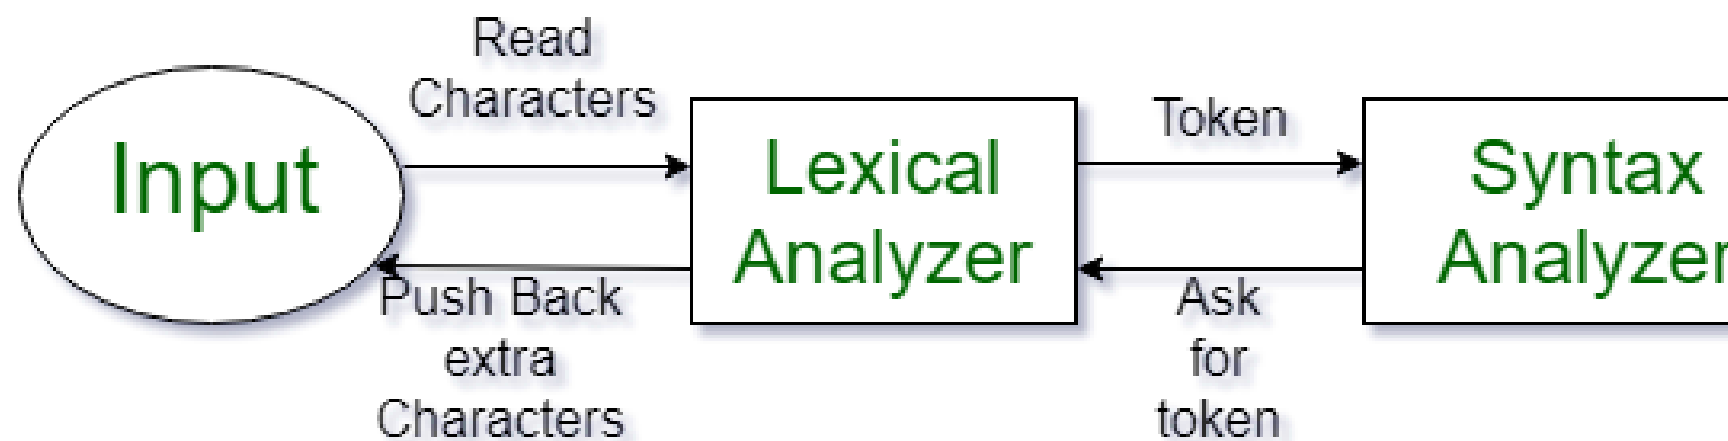 Read
Characters
Input
Push Back
extra
Characters
Lexical
Analyzer
Token
Ask
for
token
Syntax
Analyzer